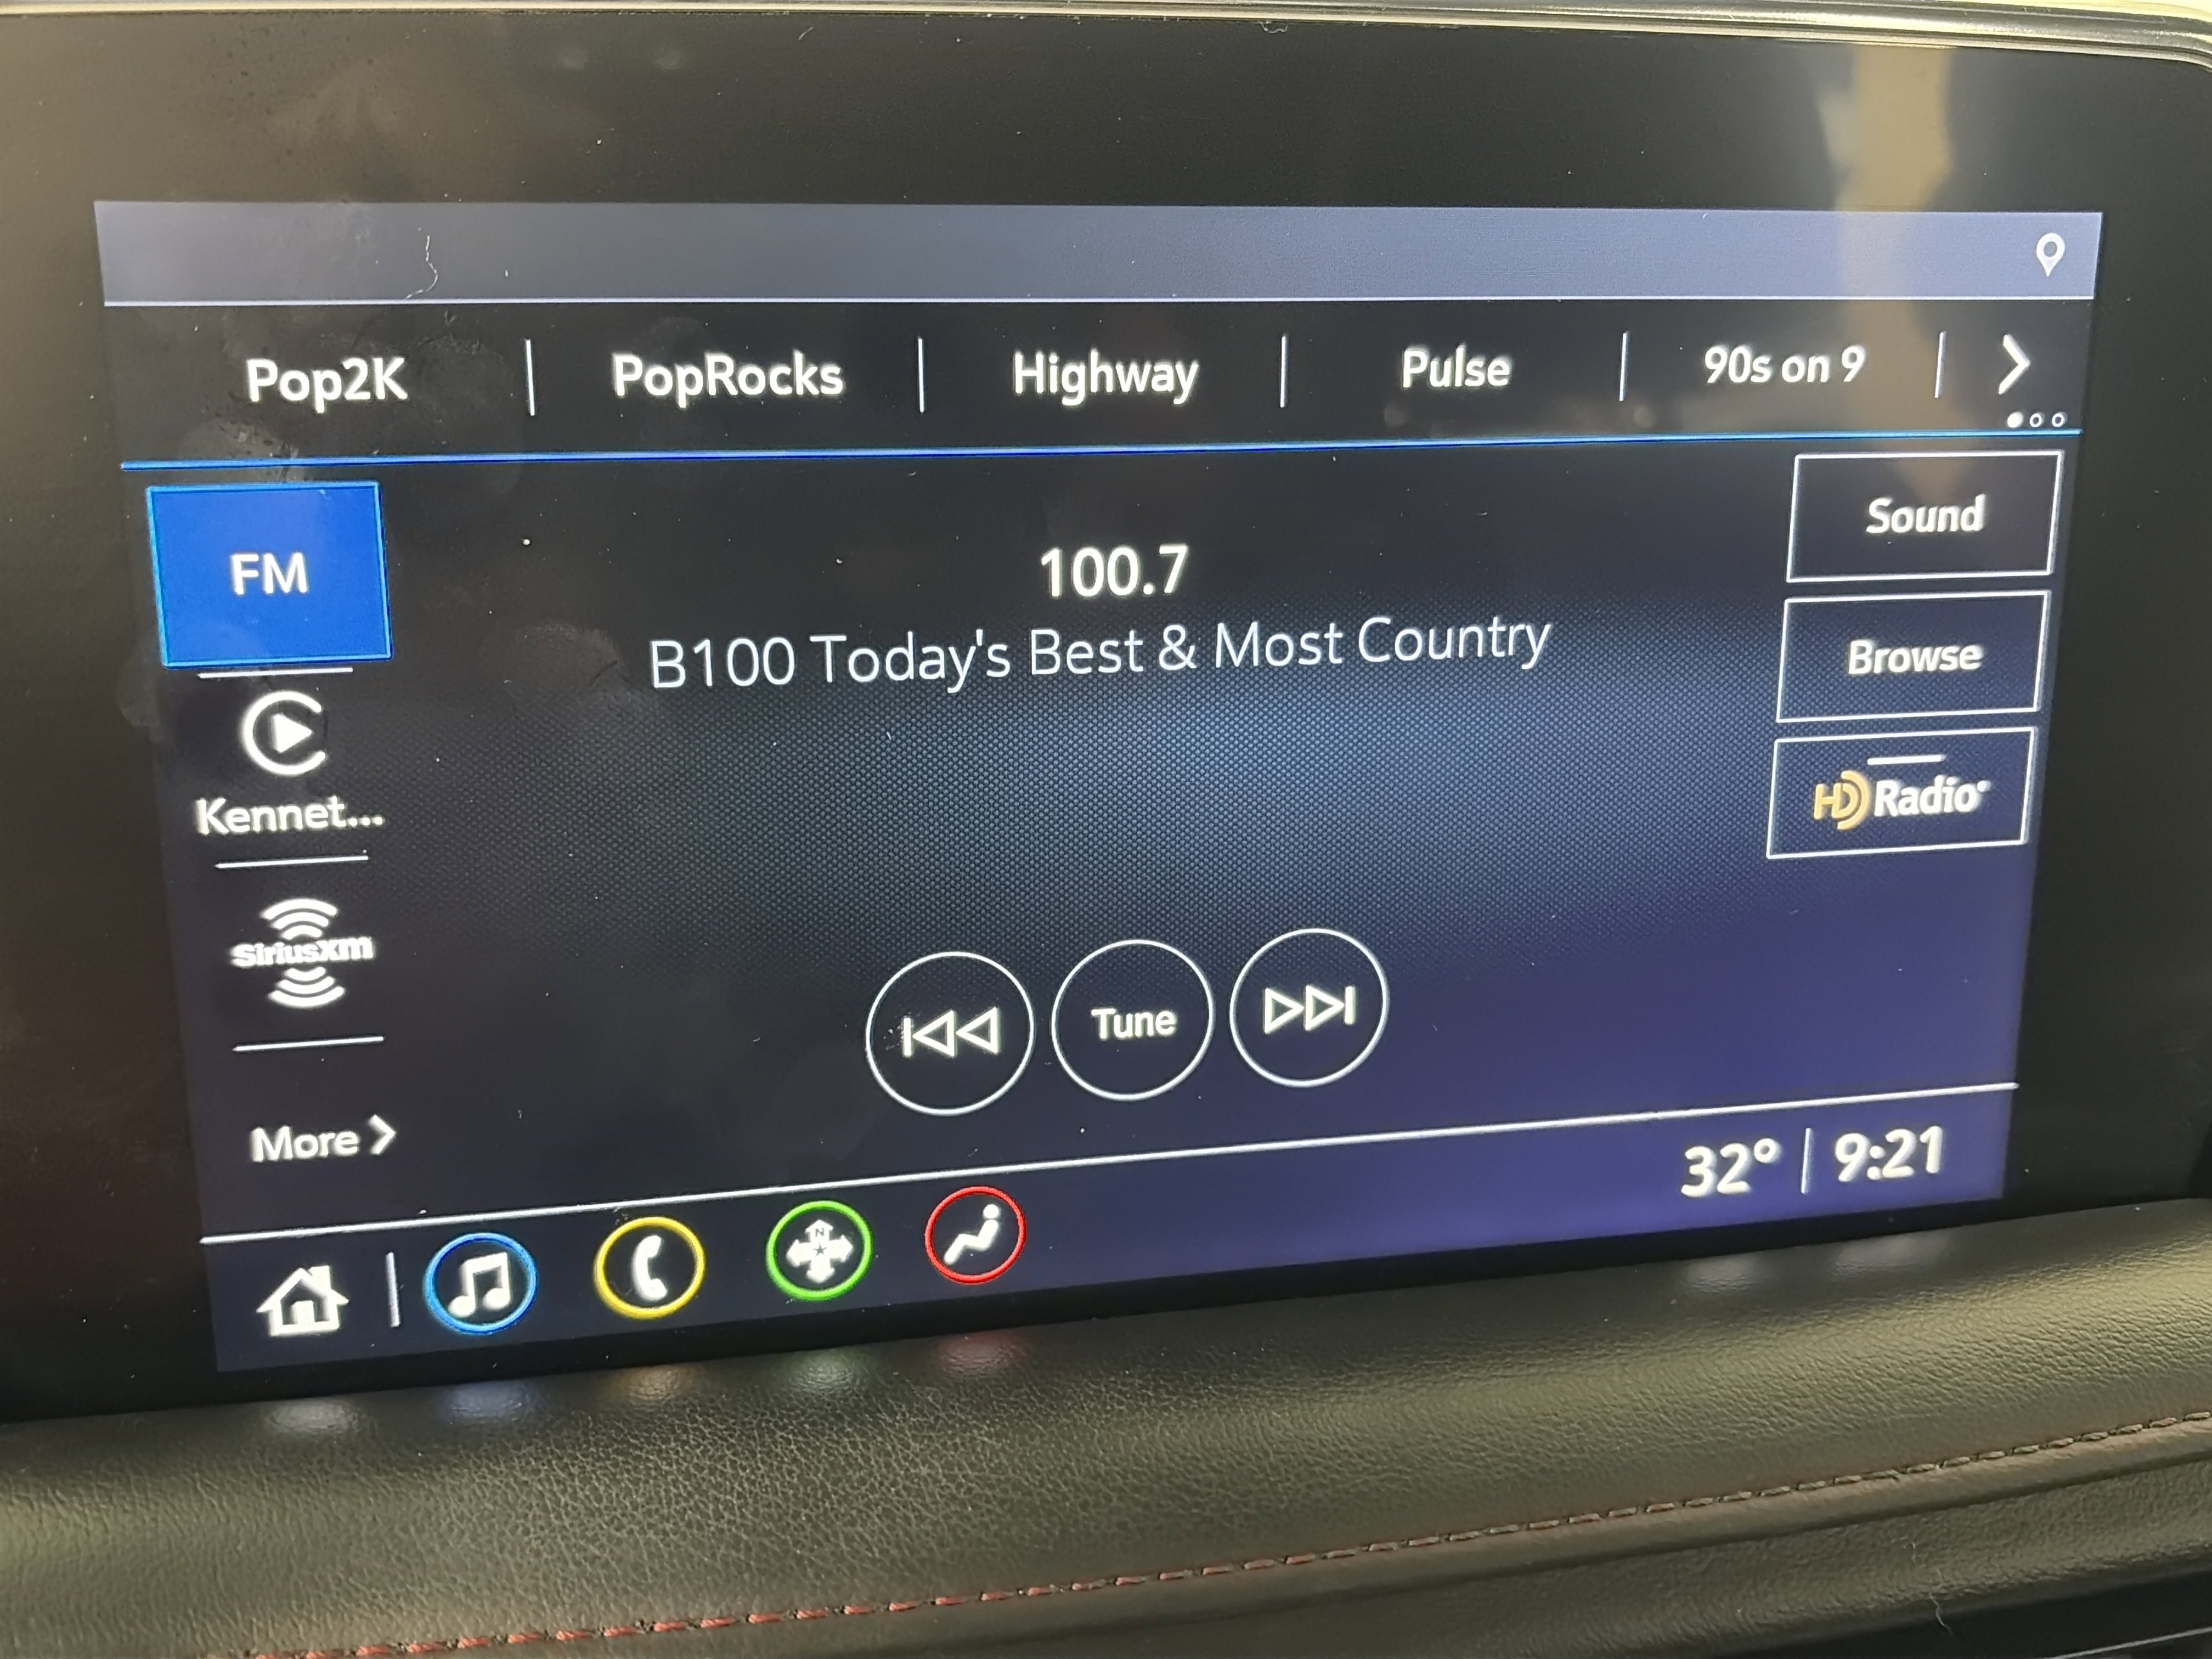 Pop2K | PopRocks | Highway | Pulse | 90s on 9
FM
100.7
B100 Today's Best & Most Country
Sound
Browse
HD Radio®
Kennet...
SiriusXM
Tune
More
32° | 9:21
N